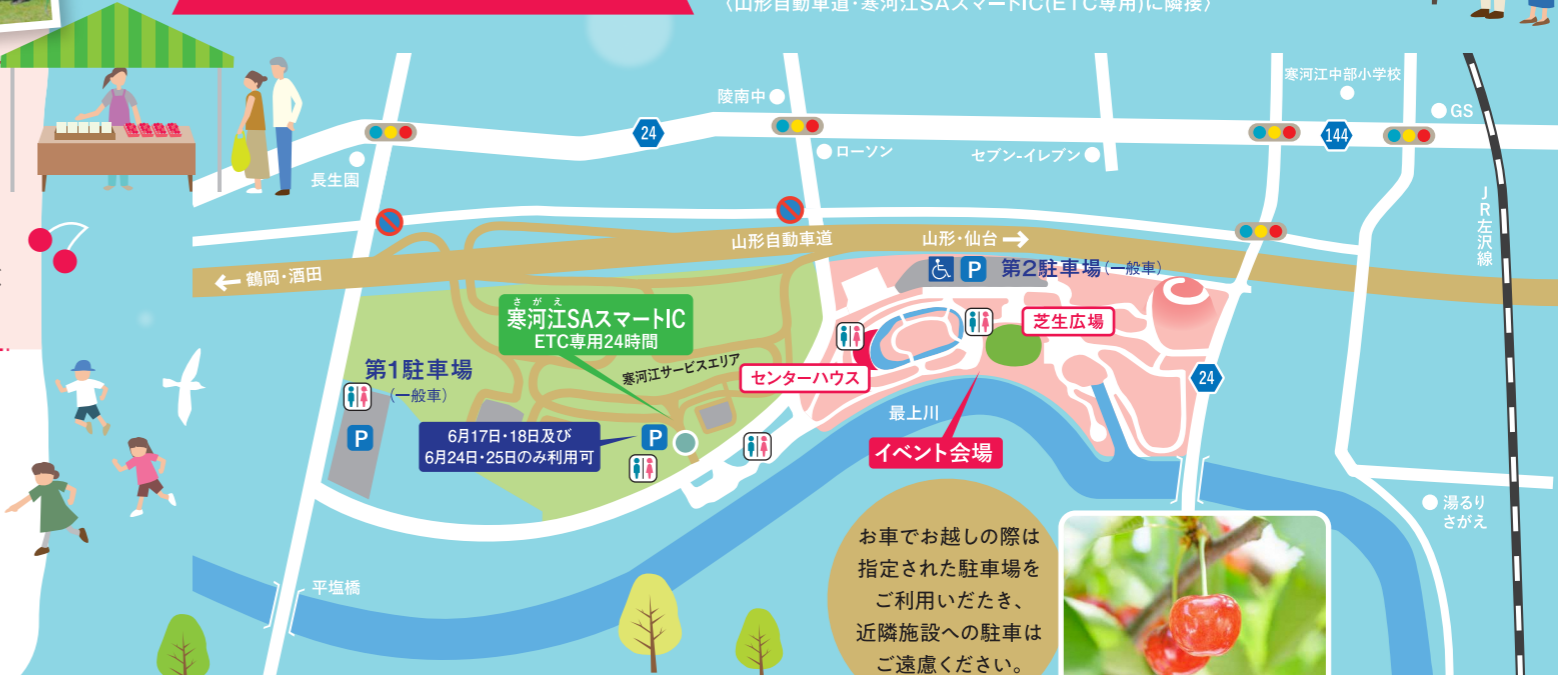 〈山形自動車道・寒河江SAスマートIC(ETC専用)に隣接〉
寒河江中部小学校
陵南中
GS
24
144
ローソン
セブン-イレブン
長生園
JR左沢線
山形自動車道
山形・仙台→
←鶴岡・酒田
P
第2駐車場(一般車)
さがえ
寒河江SAスマートIC
ETC専用24時間
芝生広場
寒河江サービスエリア
第1駐車場
(一般車)
センターハウス
24
最上川
P
6月17日・18日及び
6月24日・25日のみ利用可
P
イベント会場
湯るり
さがえ
平塩橋
お車でお越しの際は
指定された駐車場を
ご利用いだたき、
近隣施設への駐車は
ご遠慮ください。